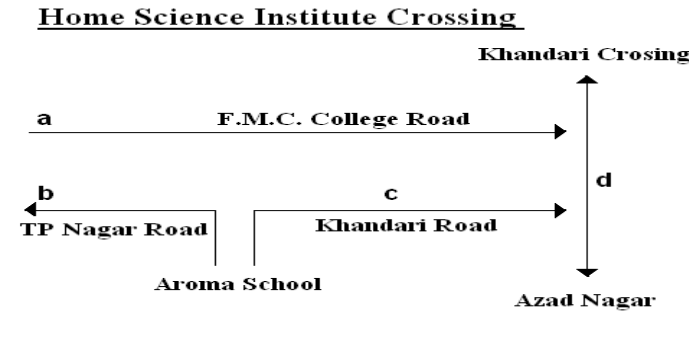 Home Science Institute Crossing
Khandari Crosing
a
F.M.C. College Road
d
b
c
TP Nagar Road
Khandari Road
Aroma School
Azad Nagar